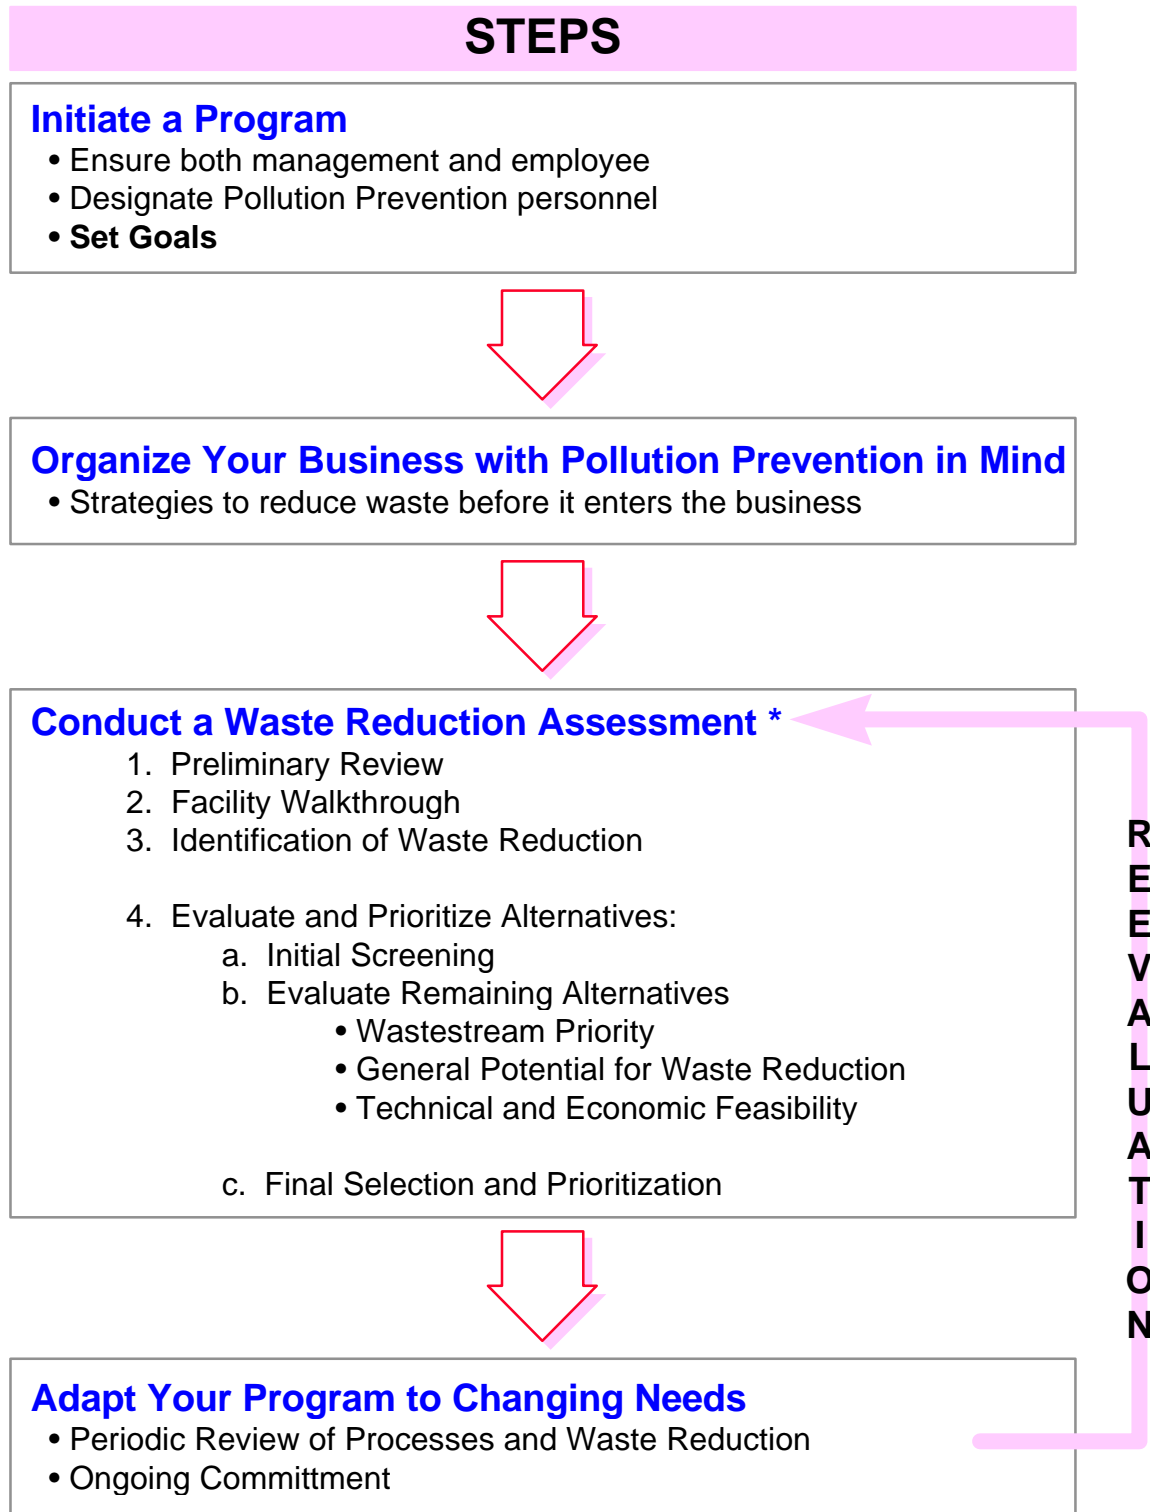 STEPS
Initiate a Program
• Ensure both management and employee
• Designate Pollution Prevention personnel
• Set Goals
Organize Your Business with Pollution Prevention in Mind
• Strategies to reduce waste before it enters the business
Conduct a Waste Reduction Assessment *
1. Preliminary Review
2. Facility Walkthrough
3. Identification of Waste Reduction
4. Evaluate and Prioritize Alternatives:
a. Initial Screening
b. Evaluate Remaining Alternatives
• Wastestream Priority
• General Potential for Waste Reduction
• Technical and Economic Feasibility
c. Final Selection and Prioritization
Adapt Your Program to Changing Needs
• Periodic Review of Processes and Waste Reduction
• Ongoing Committment
REEVALUATION